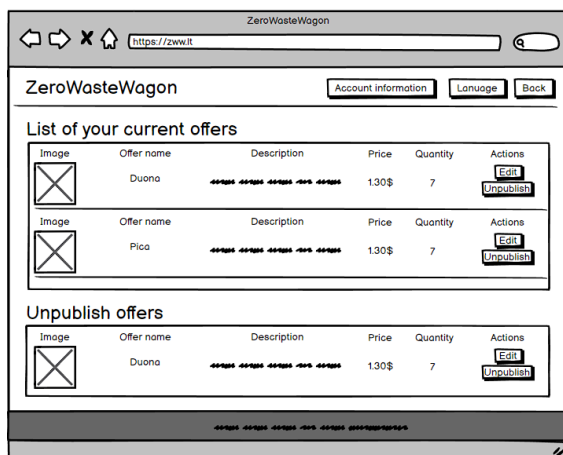 ZeroWasteWagon
https://zww.lt
ZeroWasteWagon Account information Lanuage Back
List of your current offers
Image Offer name Description Price Quantity Actions
Duona 1.30$ 7 Edit
Unpublish
Image Offer name Description Price Quantity Actions
Pica 1.30$ 7 Edit
Unpublish
Unpublish offers
Image Offer name Description Price Quantity Actions
Duona 1.30$ 7 Edit
Unpublish